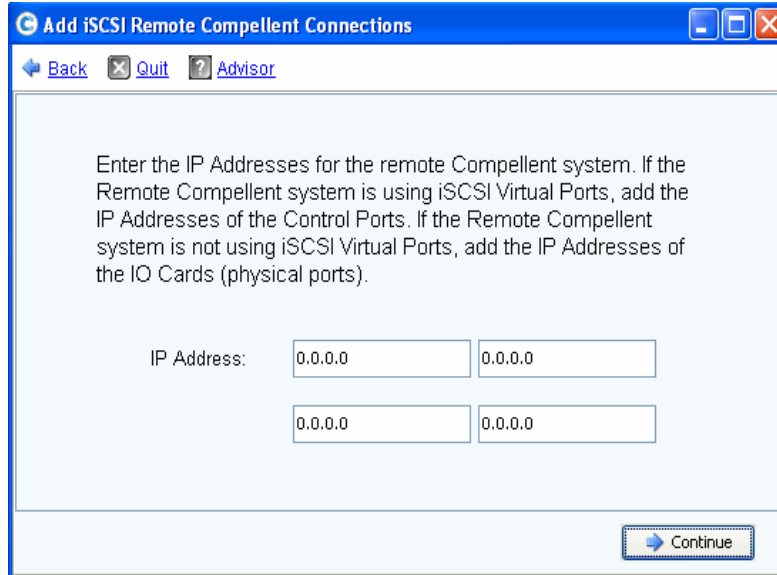 Add iSCSI Remote Compellent Connections
Back Quit Advisor
Enter the IP Addresses for the remote Compellent system. If the
Remote Compellent system is using iSCSI Virtual Ports, add the
IP Addresses of the Control Ports. If the Remote Compellent
system is not using iSCSI Virtual Ports, add the IP Addresses of
the IO Cards (physical ports).
IP Address: 0.0.0.0 0.0.0.0
0.0.0.0 0.0.0.0
Continue